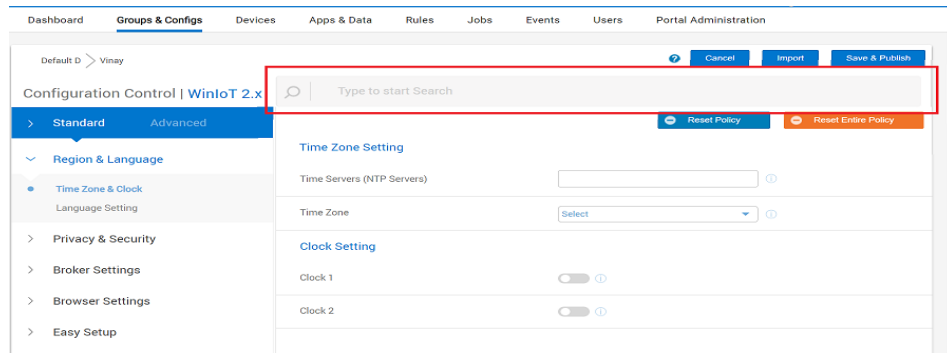 Dashboard Groups & Configs Devices Apps & Data Rules Jobs Events Users Portal Administration
Default D > Vinay ? Cancel Import Save & Publish
Configuration Control | WinIoT 2.x
Type to start Search
> Standard Advanced
Reset Policy Reset Entire Policy
Region & Language
Time Zone & Clock
Language Setting
> Privacy & Security
> Broker Settings
> Browser Settings
> Easy Setup
Time Zone Setting
Time Servers (NTP Servers)
Time Zone Select
Clock Setting
Clock 1
Clock 2